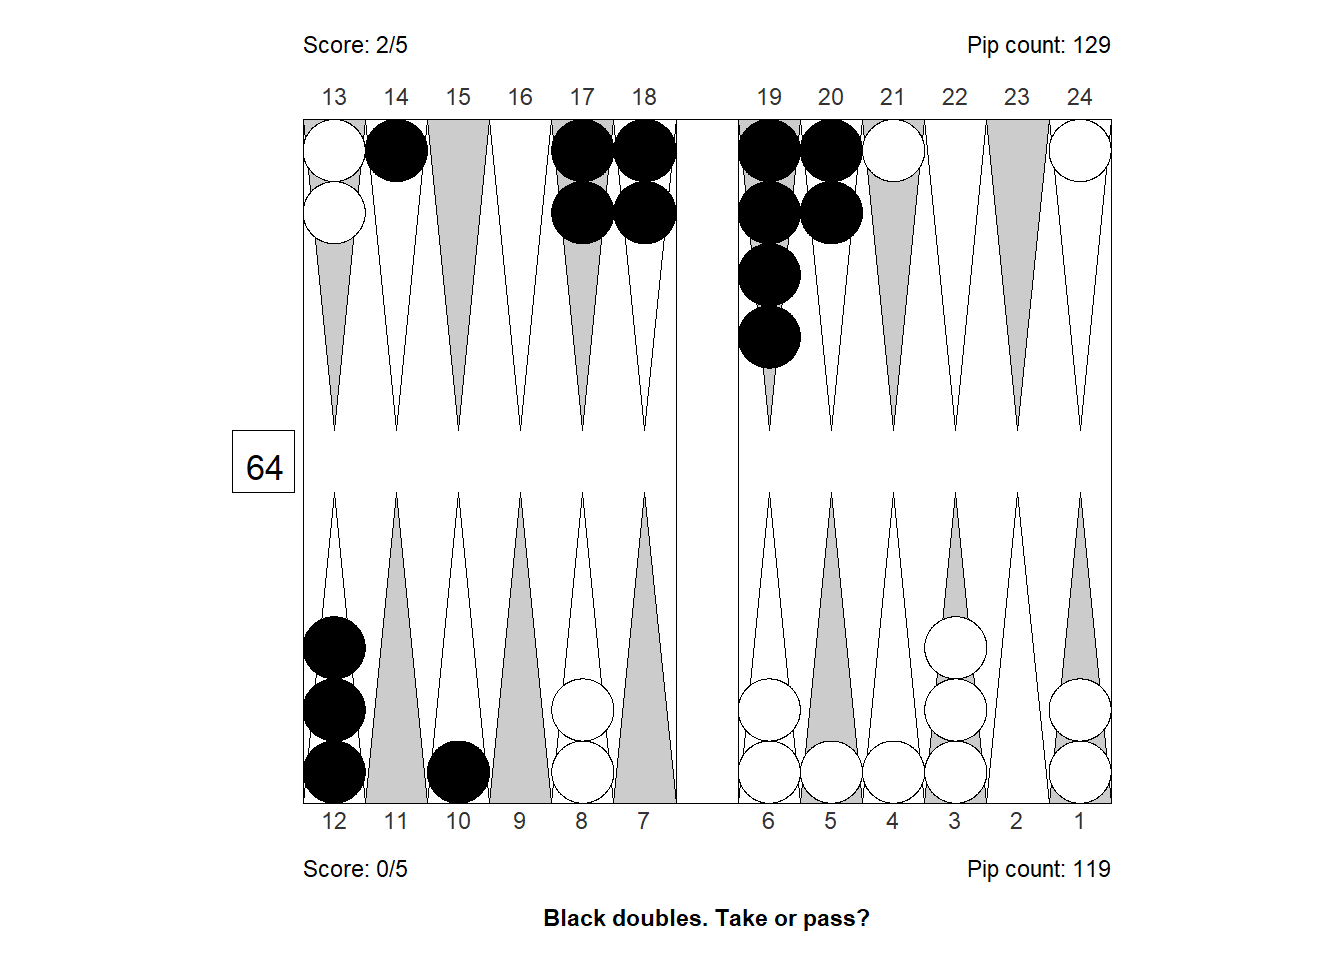 Score: 2/5 Pip count: 129
13 14 15 16 17 18 19 20 21 22 23 24
64
12 11 10 9 8 7 6 5 4 3 2 1
Score: 0/5 Pip count: 119
Black doubles. Take or pass?